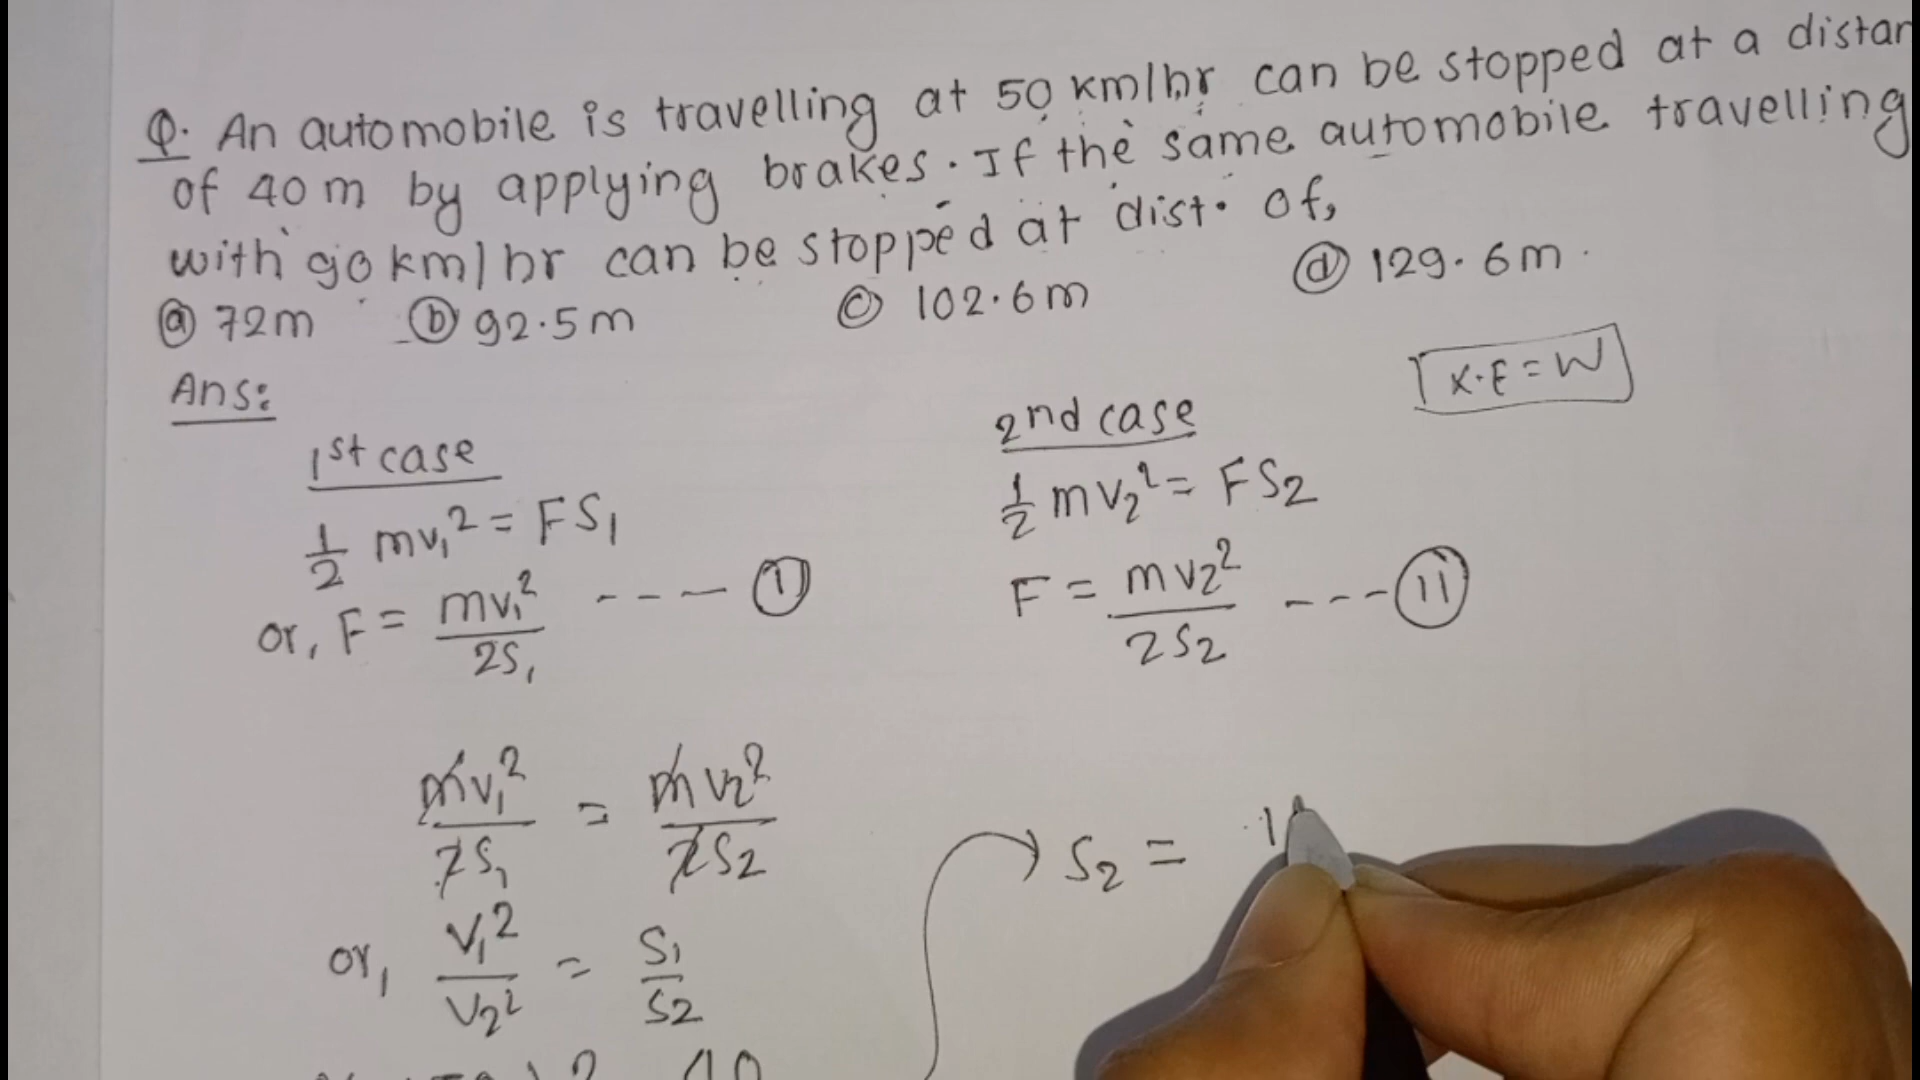 Q. An automobile is travelling at 50 km/hr can be stopped at a distan
of 40 m by applying brakes. If the same automobile travelling
with 90 km/hr can be stopped at dist. of,
(a) 72m (b) 92.5m (c) 102.6m (d) 129.6m.
Ans:
K.E = W
1st case
1/2 mv₁² = FS₁
or, F = mv₁²/2S₁ ---- (I)
2nd case
1/2 mv₂² = FS₂
F = mv₂²/2S₂ ---- (II)
mv₁²/2S₁ = mv₂²/2S₂
or, v₁²/v₂² = S₁/S₂
S₂ =